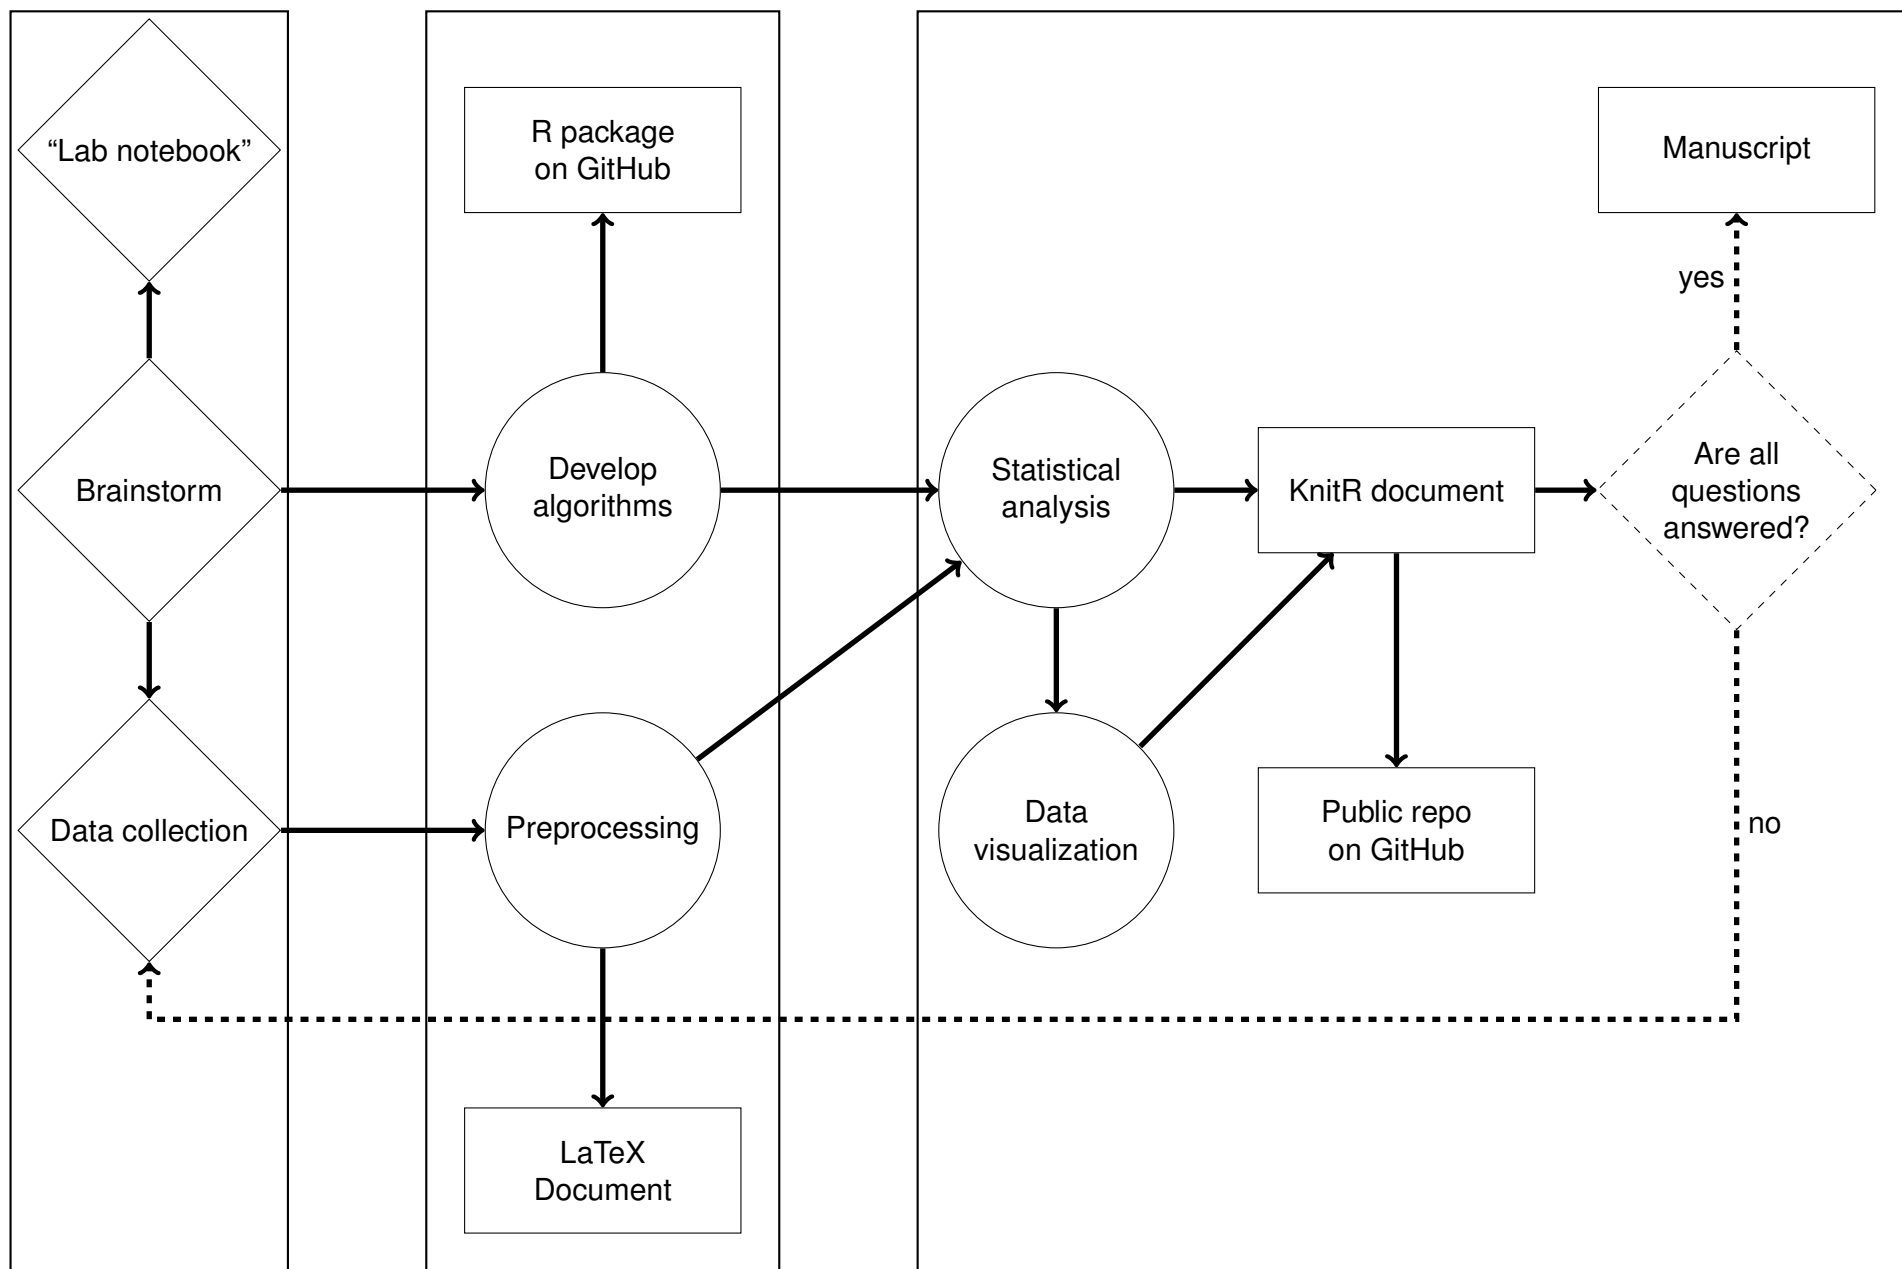 “Lab notebook”
Brainstorm
Data collection
R package
on GitHub
Develop
algorithms
Preprocessing
LaTeX
Document
Statistical
analysis
Data
visualization
KnitR document
Public repo
on GitHub
Manuscript
yes
Are all
questions
answered?
no